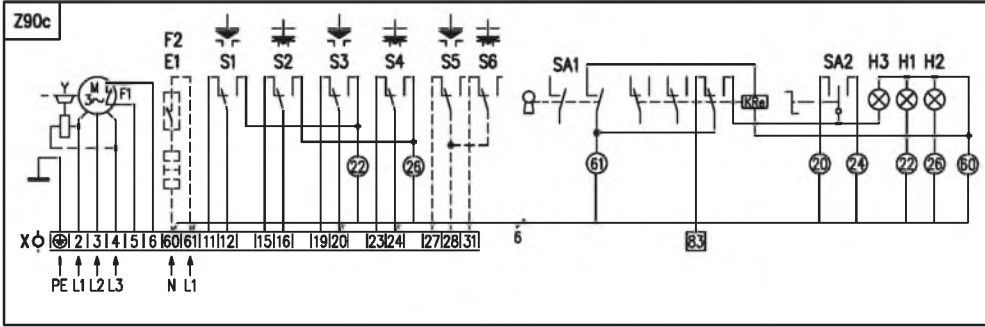 Z90c
F2
E1 S1 S2 S3 S4 S5 S6 SA1 SA2 H3 H1 H2
Y M 3~ F1
KRe
22 26 61 20 24 22 26 60
X 2 3 4 5 6 60 61 11 12 15 16 19 20 23 24 27 28 31 6 83
PE L1 L2 L3 N L1